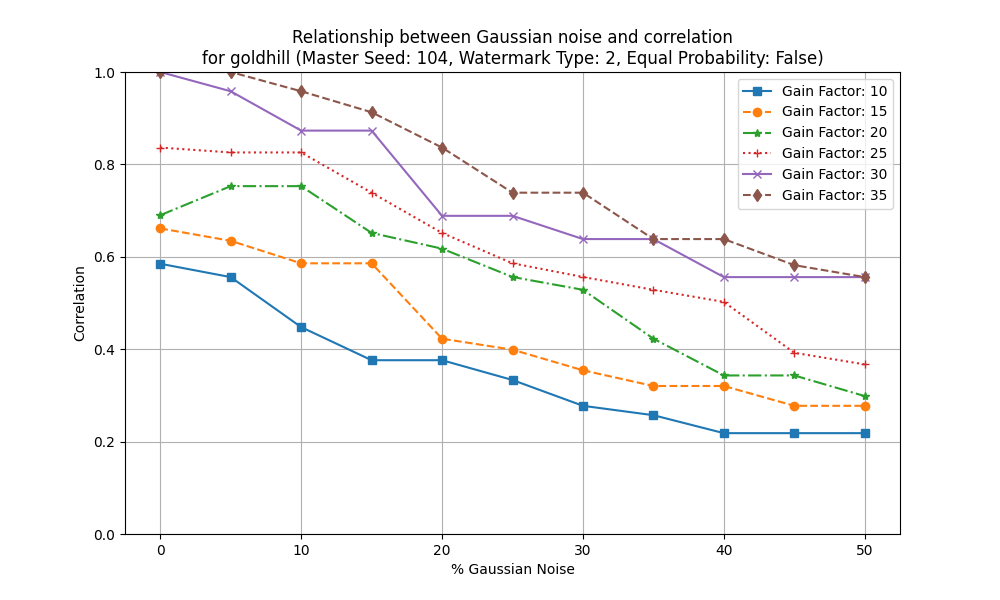 Relationship between Gaussian noise and correlation
for goldhill (Master Seed: 104, Watermark Type: 2, Equal Probability: False)
1.0
0.8
0.6
0.4
0.2
0.0
Correlation
0 10 20 30 40 50
% Gaussian Noise
Gain Factor: 10
Gain Factor: 15
Gain Factor: 20
Gain Factor: 25
Gain Factor: 30
Gain Factor: 35